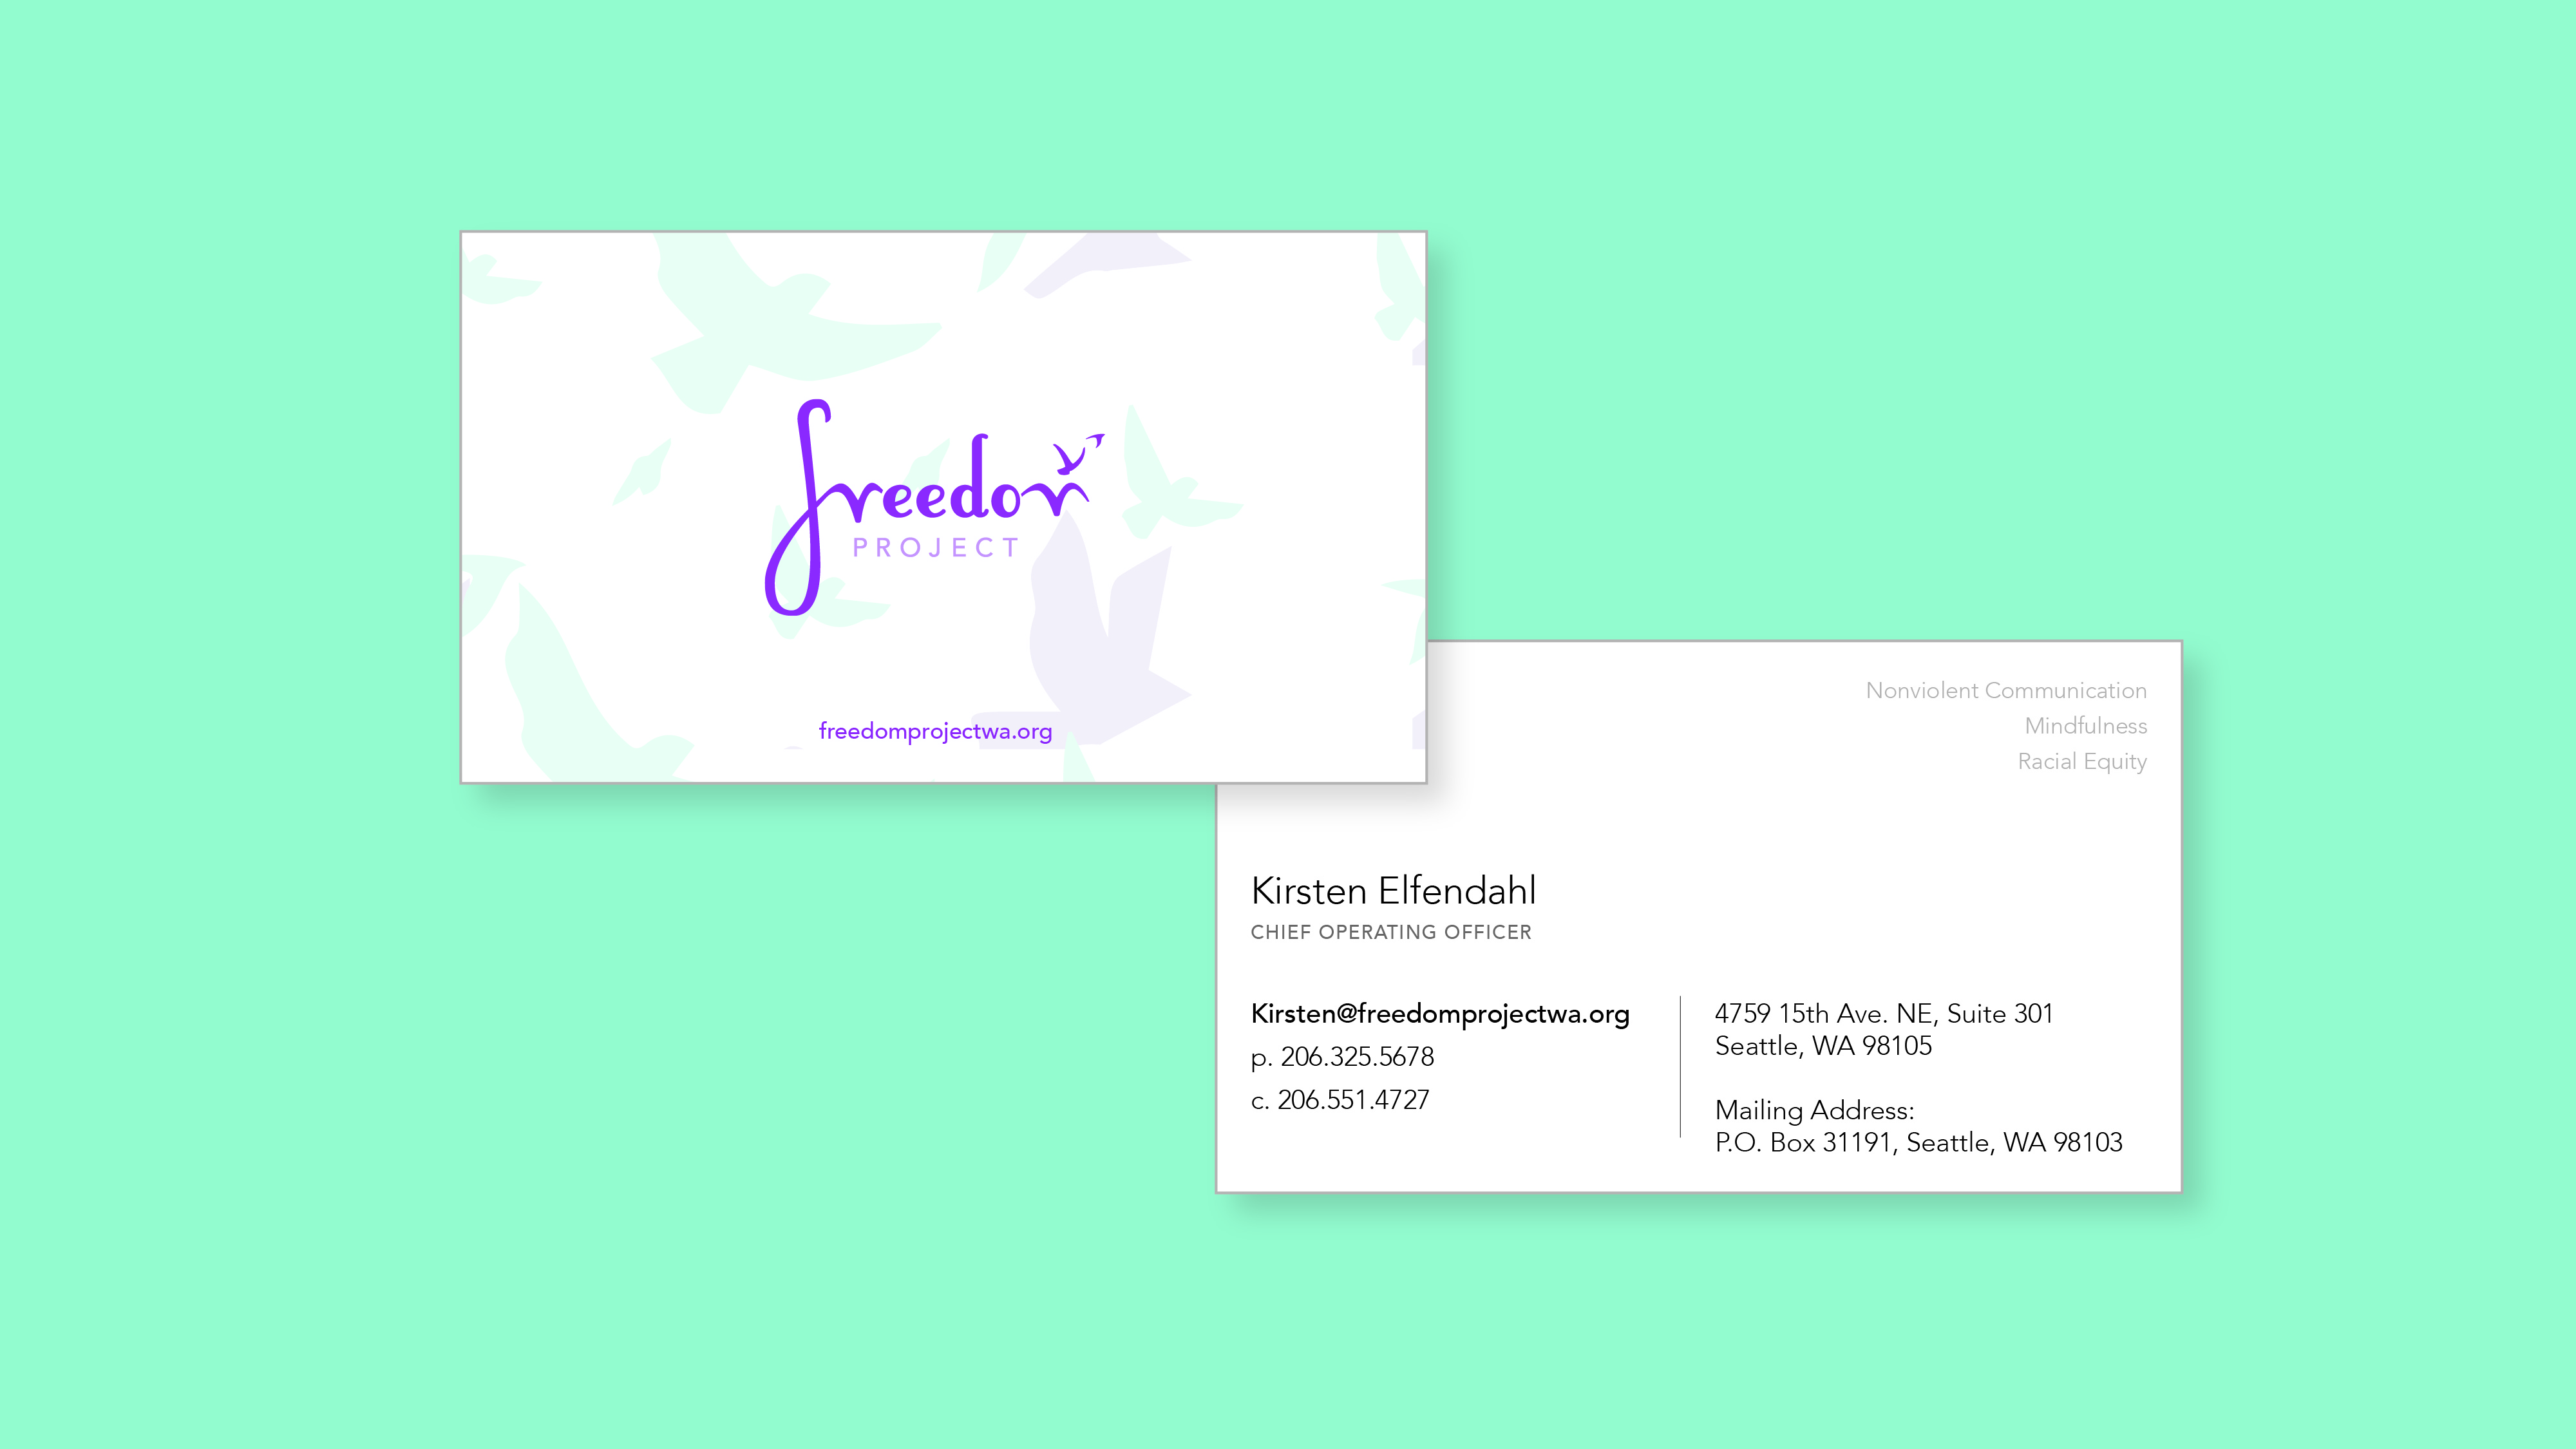 freedom
PROJECT
freedomprojectwa.org
Nonviolent Communication
Mindfulness
Racial Equity
Kirsten Elfendahl
CHIEF OPERATING OFFICER
Kirsten@freedomprojectwa.org
p. 206.325.5678
c. 206.551.4727
4759 15th Ave. NE, Suite 301
Seattle, WA 98105
Mailing Address:
P.O. Box 31191, Seattle, WA 98103